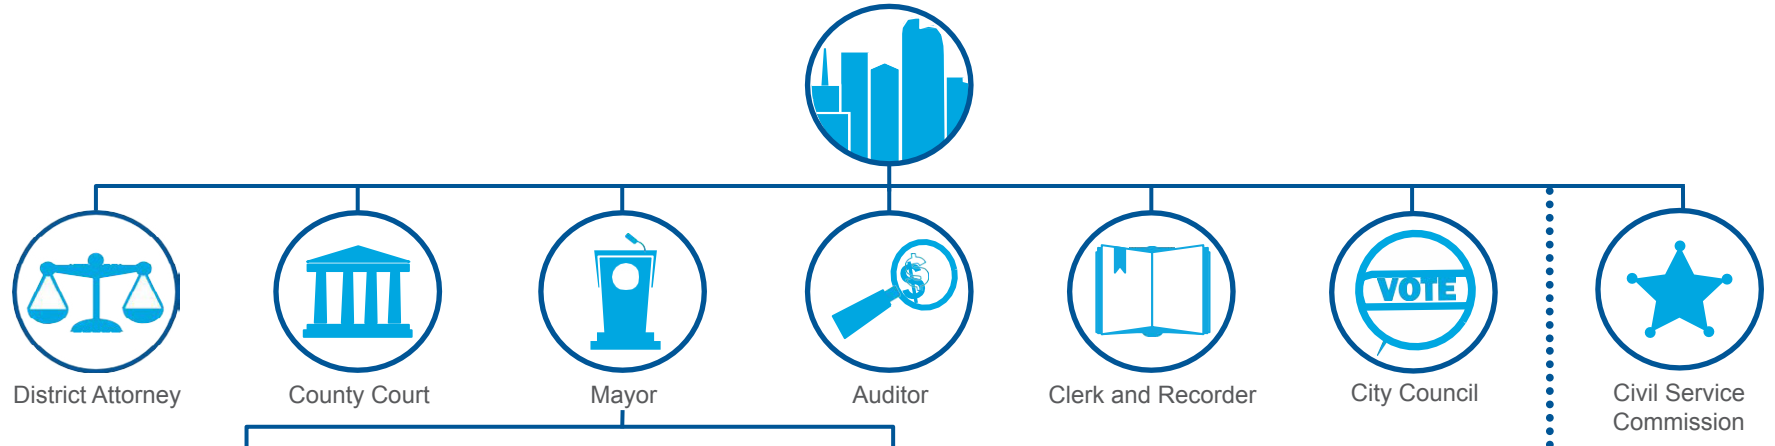 $
VOTE
District Attorney
County Court
Mayor
Auditor
Clerk and Recorder
City Council
Civil Service
Commission